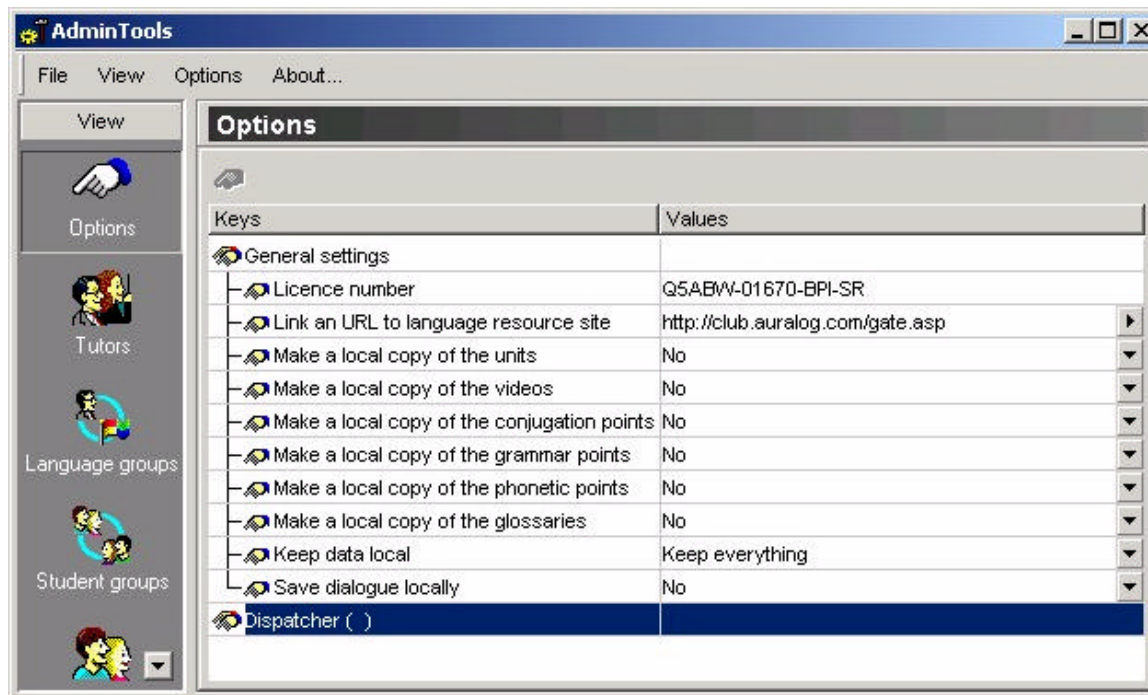 AdminTools
File View Options About...
View
Options
Tutors
Language groups
Student groups
Options
Keys Values
General settings
Licence number Q5ABW-01670-BPI-SR
Link an URL to language resource site http://club.auralog.com/gate.asp
Make a local copy of the units No
Make a local copy of the videos No
Make a local copy of the conjugation points No
Make a local copy of the grammar points No
Make a local copy of the phonetic points No
Make a local copy of the glossaries No
Keep data local Keep everything
Save dialogue locally No
Dispatcher ( )